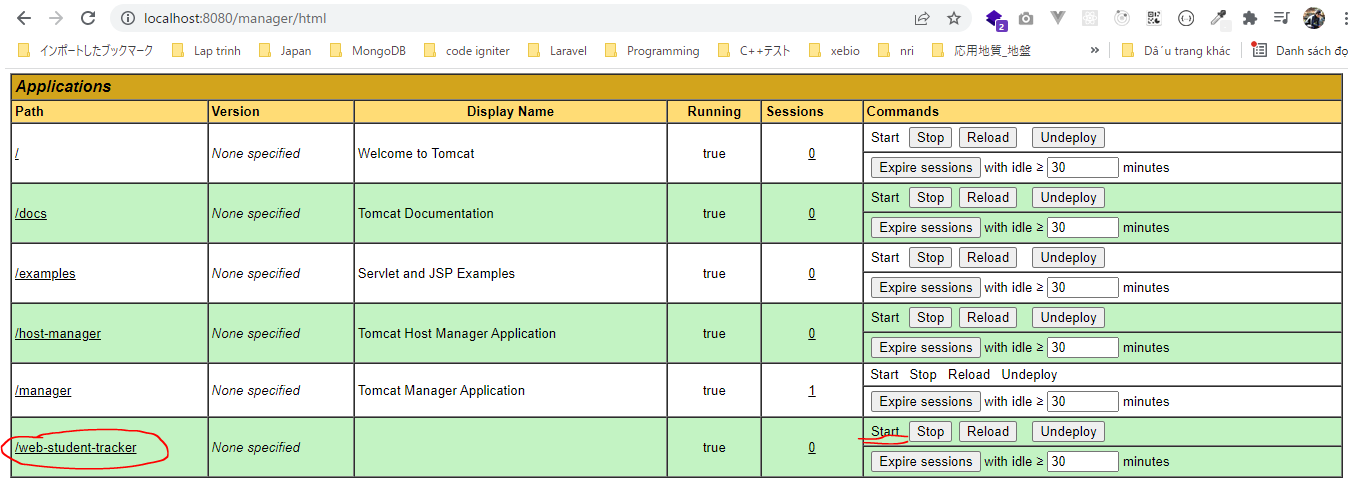 localhost:8080/manager/html
2
インポートしたブックマーク Lap trinh Japan MongoDB code igniter Laravel Programming C++テスト xebio nri 応用地質_地盤 » Dâ´u trang khác Danh sách đọ
Applications
Path Version Display Name Running Sessions Commands
/ None specified Welcome to Tomcat true 0 Start Stop Reload Undeploy
Expire sessions with idle ≥ 30 minutes
/docs None specified Tomcat Documentation true 0 Start Stop Reload Undeploy
Expire sessions with idle ≥ 30 minutes
/examples None specified Servlet and JSP Examples true 0 Start Stop Reload Undeploy
Expire sessions with idle ≥ 30 minutes
/host-manager None specified Tomcat Host Manager Application true 0 Start Stop Reload Undeploy
Expire sessions with idle ≥ 30 minutes
/manager None specified Tomcat Manager Application true 1 Start Stop Reload Undeploy
Expire sessions with idle ≥ 30 minutes
/web-student-tracker None specified true 0 Start Stop Reload Undeploy
Expire sessions with idle ≥ 30 minutes